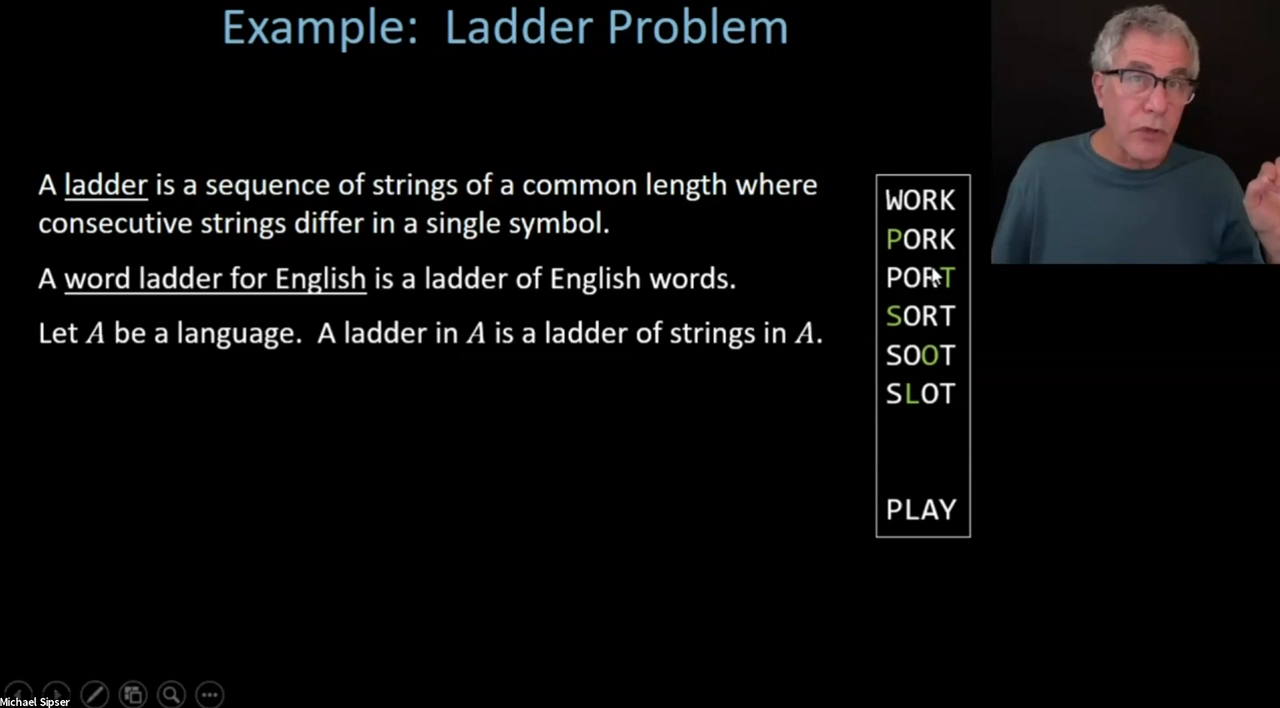 Example: Ladder Problem
A ladder is a sequence of strings of a common length where
consecutive strings differ in a single symbol.
A word ladder for English is a ladder of English words.
Let A be a language. A ladder in A is a ladder of strings in A.
WORK
PORK
PORT
SORT
SOOT
SLOT
PLAY
Michael Sipser